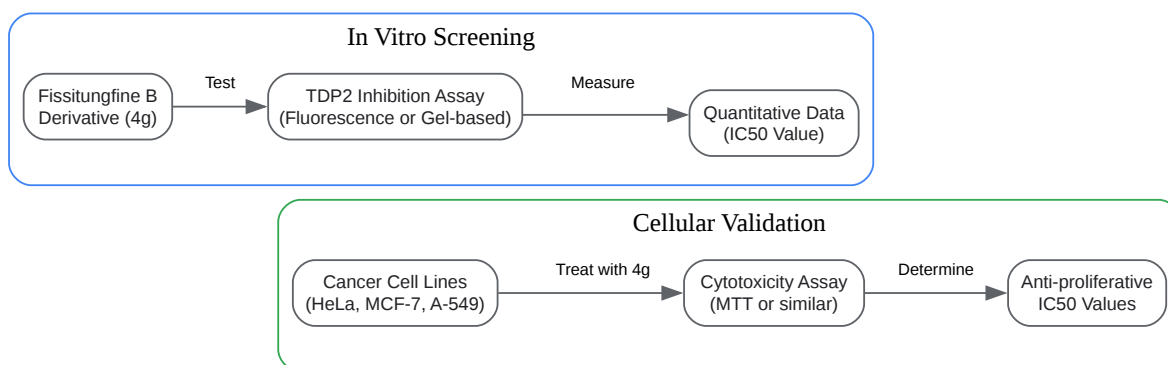 In Vitro Screening
Fissitungfine B
Derivative (4g)
Test
TDP2 Inhibition Assay
(Fluorescence or Gel-based)
Measure
Quantitative Data
(IC50 Value)
Cellular Validation
Cancer Cell Lines
(HeLa, MCF-7, A-549)
Treat with 4g
Cytotoxicity Assay
(MTT or similar)
Determine
Anti-proliferative
IC50 Values